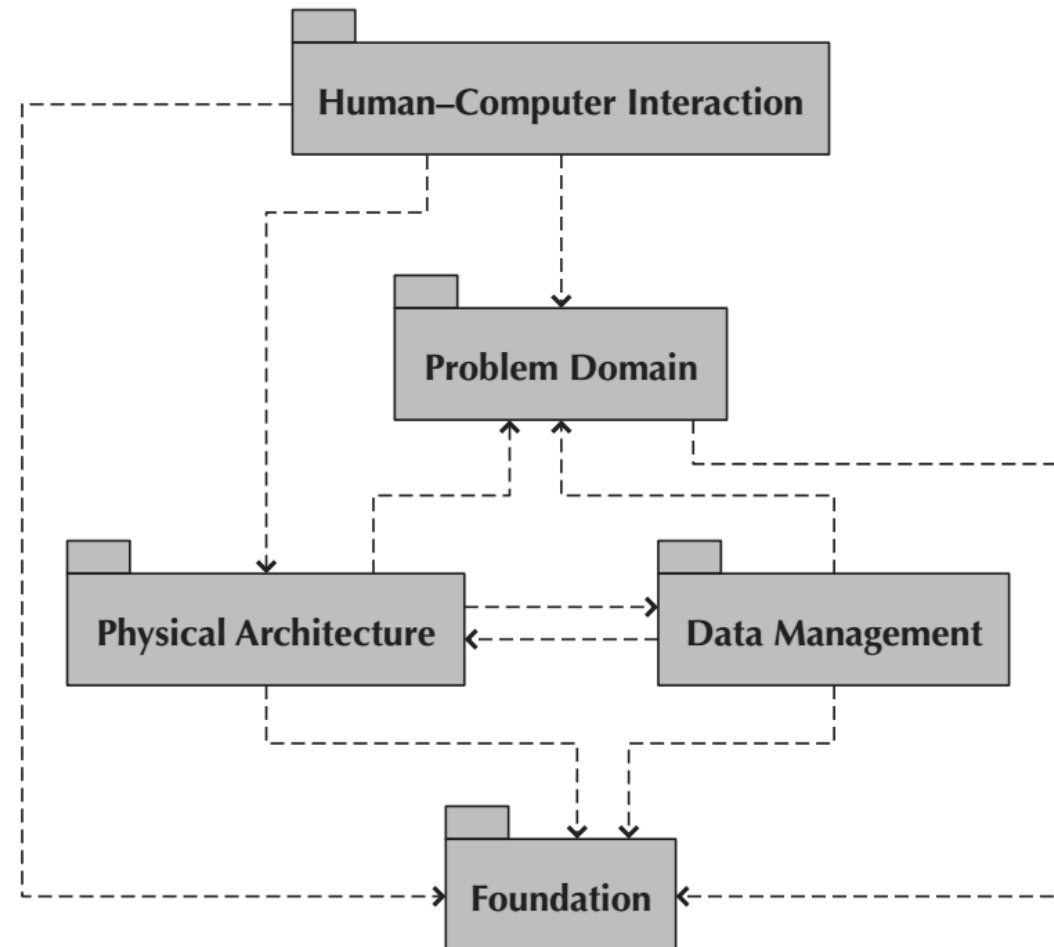 Human–Computer Interaction
Problem Domain
Physical Architecture
Data Management
Foundation